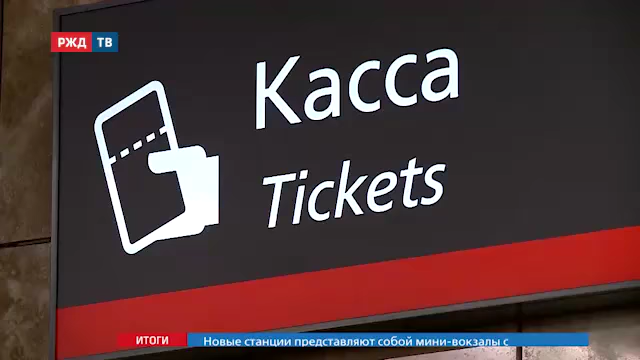 РЖД ТВ
Касса
Tickets
ИТОГИ
Новые станции представляют собой мини-вокзалы с